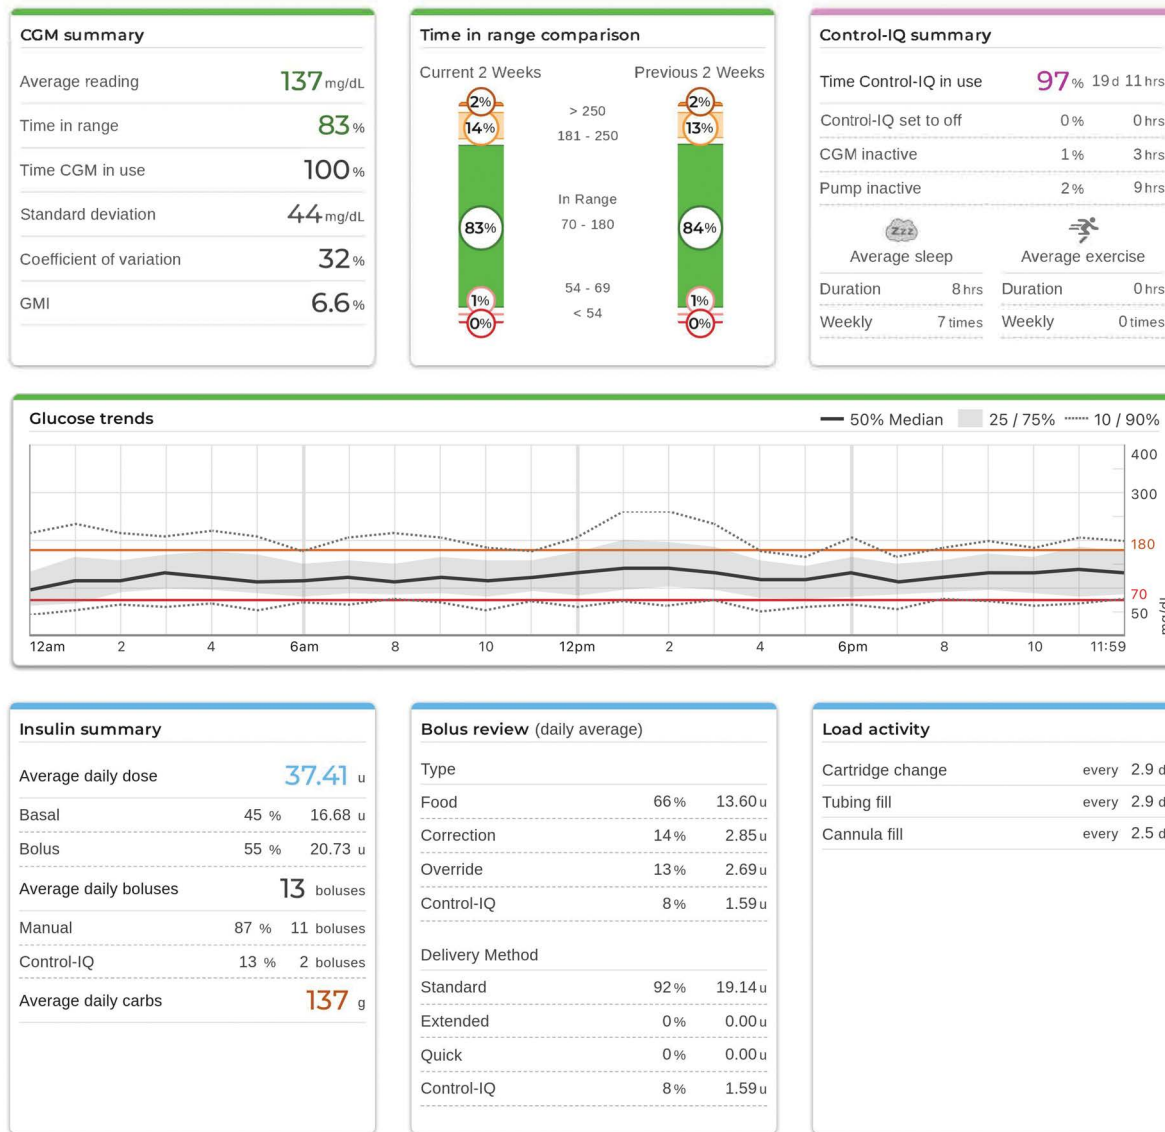 CGM summary
Average reading 137 mg/dL
Time in range 83 %
Time CGM in use 100 %
Standard deviation 44 mg/dL
Coefficient of variation 32 %
GMI 6.6 %
Time in range comparison
Current 2 Weeks Previous 2 Weeks
2% > 250 2%
14% 181 - 250 13%
In Range
83% 70 - 180 84%
1% 54 - 69 1%
0% < 54 0%
Control-IQ summary
Time Control-IQ in use 97 % 19 d 11 hrs
Control-IQ set to off 0 % 0 hrs
CGM inactive 1 % 3 hrs
Pump inactive 2 % 9 hrs
Zzz
Average sleep Average exercise
Duration 8 hrs Duration 0 hrs
Weekly 7 times Weekly 0 times
Glucose trends 50% Median 25 / 75% 10 / 90%
400
300
180
70
50
mg/dL
12am 2 4 6am 8 10 12pm 2 4 6pm 8 10 11:59
Insulin summary
Average daily dose 37.41 u
Basal 45 % 16.68 u
Bolus 55 % 20.73 u
Average daily boluses 13 boluses
Manual 87 % 11 boluses
Control-IQ 13 % 2 boluses
Average daily carbs 137 g
Bolus review (daily average)
Type
Food 66 % 13.60 u
Correction 14 % 2.85 u
Override 13 % 2.69 u
Control-IQ 8 % 1.59 u
Delivery Method
Standard 92 % 19.14 u
Extended 0 % 0.00 u
Quick 0 % 0.00 u
Control-IQ 8 % 1.59 u
Load activity
Cartridge change every 2.9 d
Tubing fill every 2.9 d
Cannula fill every 2.5 d